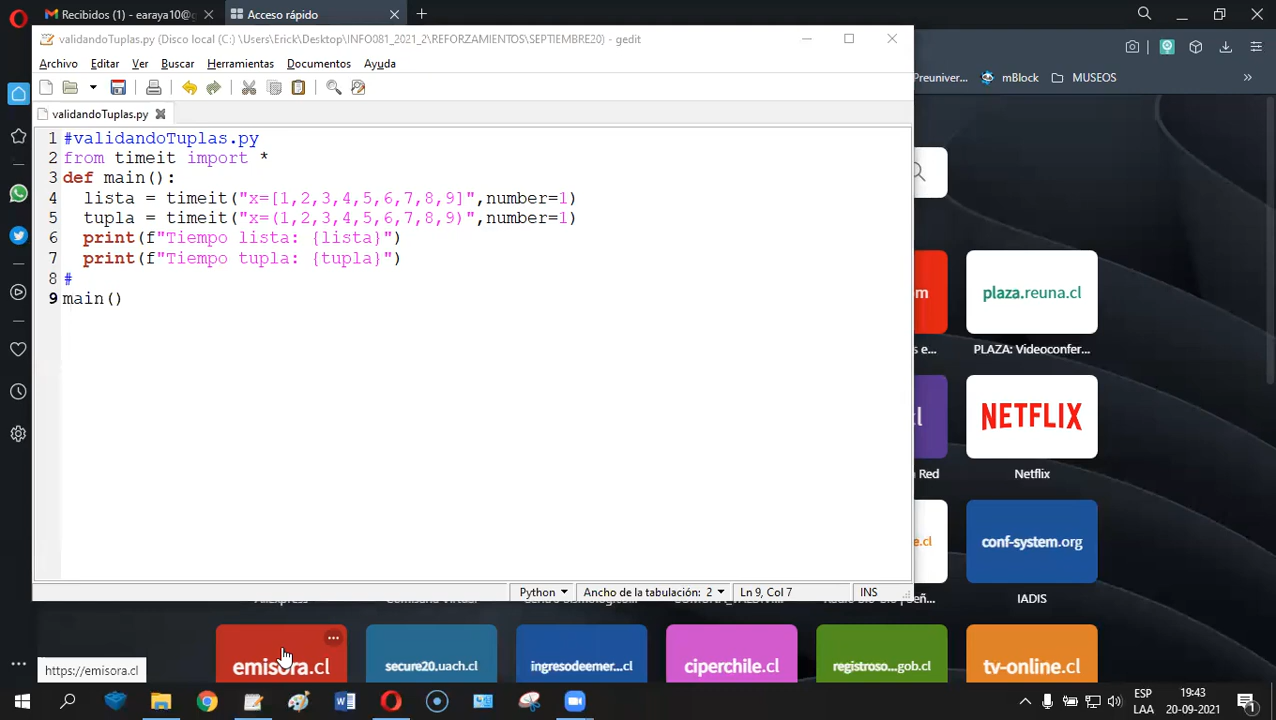 Recibidos (1) - earaya10@g
Acceso rápido
validandoTuplas.py (Disco local (C:) \Users\Erick\Desktop\INFO081_2021_2\REFORZAMIENTOS\SEPTIEMBRE20) - gedit
Archivo Editar Ver Buscar Herramientas Documentos Ayuda
Preuniver... mBlock MUSEOS »
validandoTuplas.py
1 #validandoTuplas.py
2 from timeit import *
3 def main():
4 lista = timeit("x=[1,2,3,4,5,6,7,8,9]",number=1)
5 tupla = timeit("x=(1,2,3,4,5,6,7,8,9)",number=1)
6 print(f"Tiempo lista: {lista}")
7 print(f"Tiempo tupla: {tupla}")
8 #
9 main()
om plaza.reuna.cl
s e... PLAZA: Videoconfer...
cl NETFLIX
Red Netflix
e.cl conf-system.org
Python Ancho de la tabulación: 2 Ln 9, Col 7 INS
IADIS
emisora.cl secure20.uach.cl ingresodeemer...cl ciperchile.cl registroso...gob.cl tv-online.cl
https://emisora.cl
ESP 19:43
LAA 20-09-2021
1